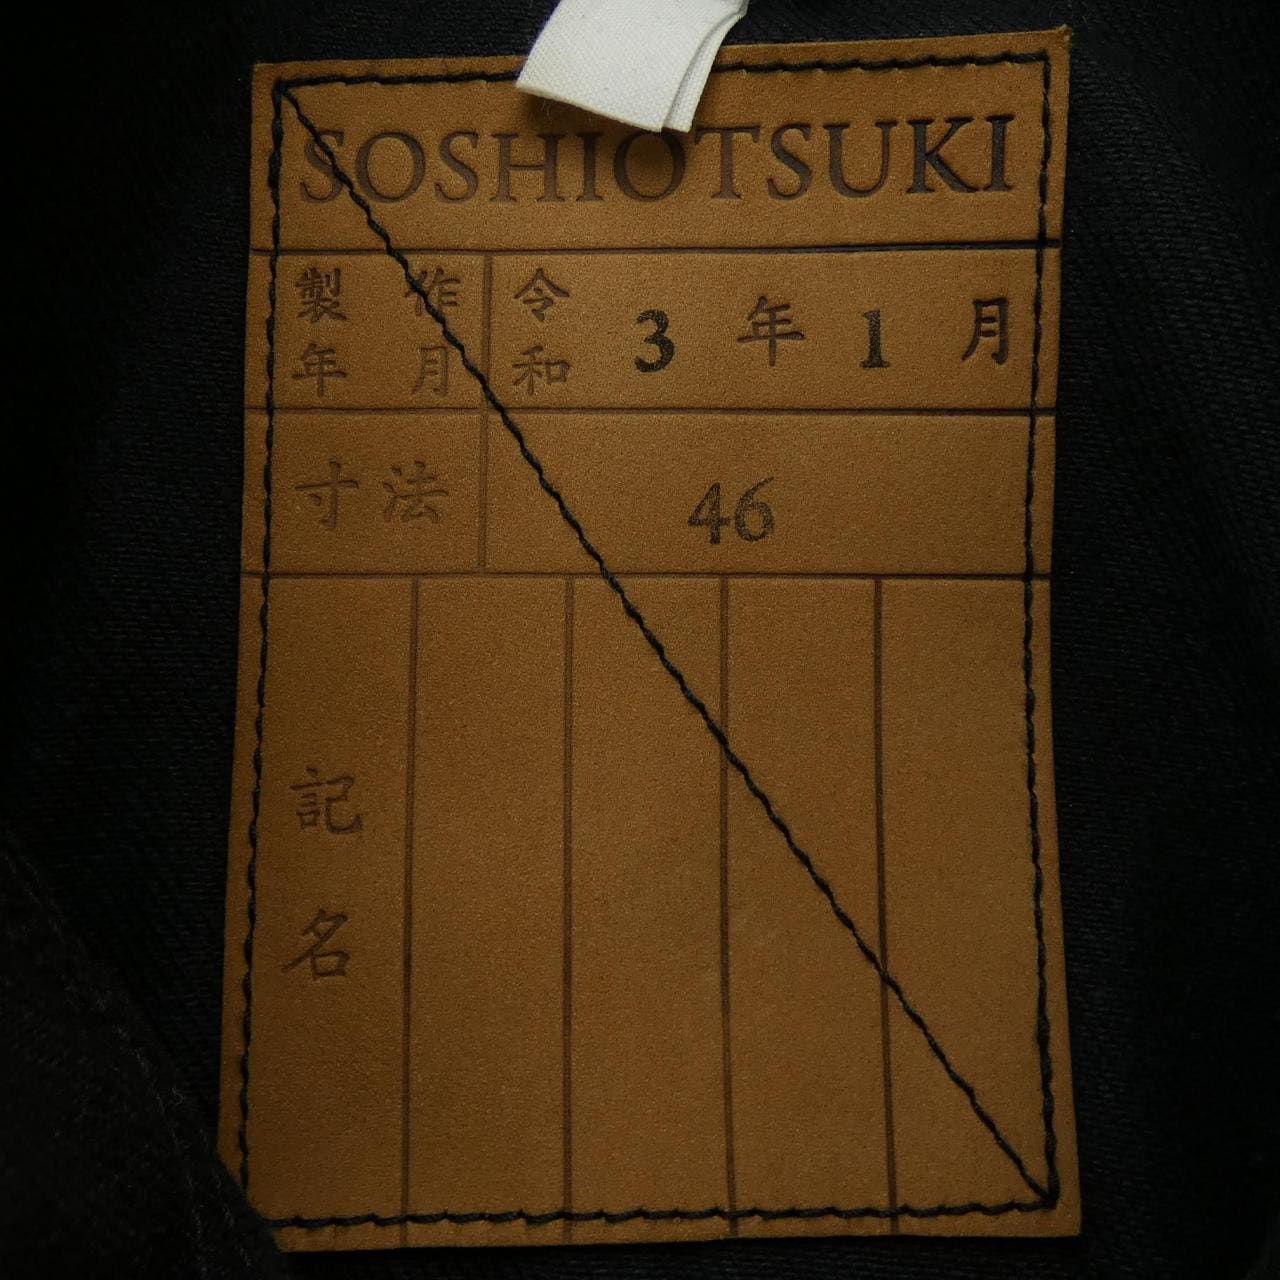 SOSHIOTSUKI
製作年月 令和 3 年 1 月
寸法 46
記名